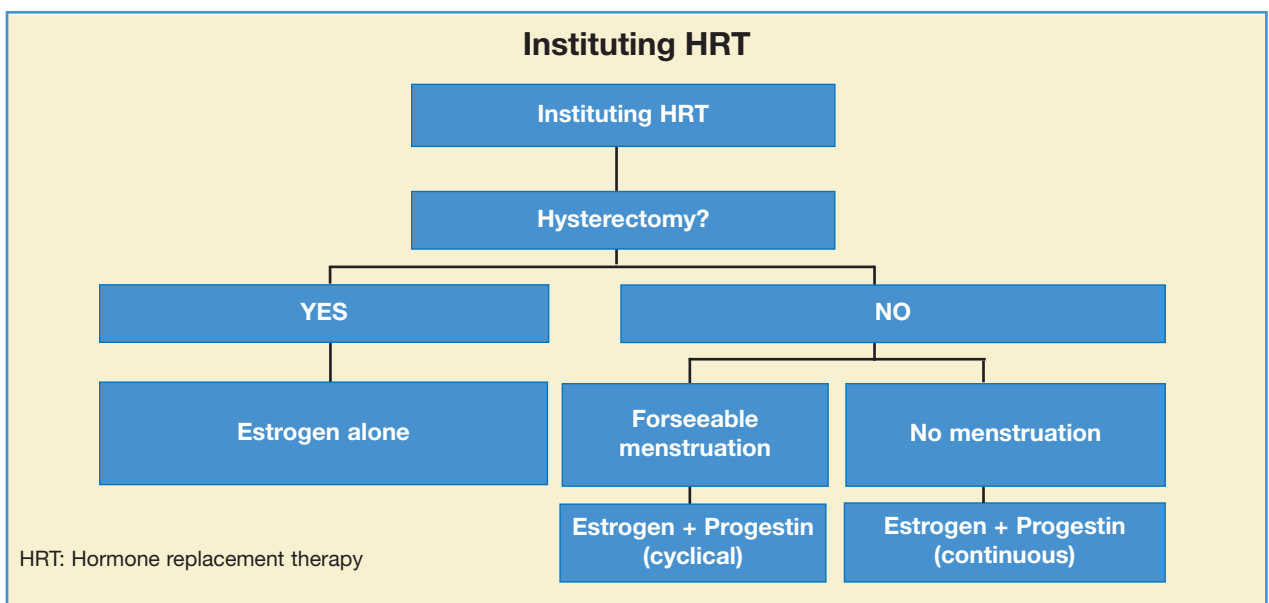 Instituting HRT
Instituting HRT
Hysterectomy?
YES
NO
Estrogen alone
Forseeable
menstruation
No menstruation
Estrogen + Progestin
(cyclical)
Estrogen + Progestin
(continuous)
HRT: Hormone replacement therapy